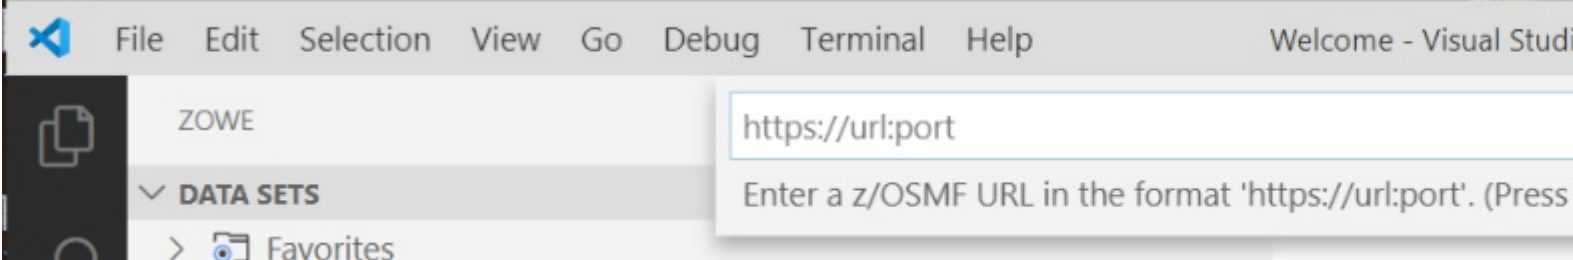 File Edit Selection View Go Debug Terminal Help Welcome - Visual Studi
ZOWE
https://url:port
DATA SETS
Enter a z/OSMF URL in the format 'https://url:port'. (Press
Favorites